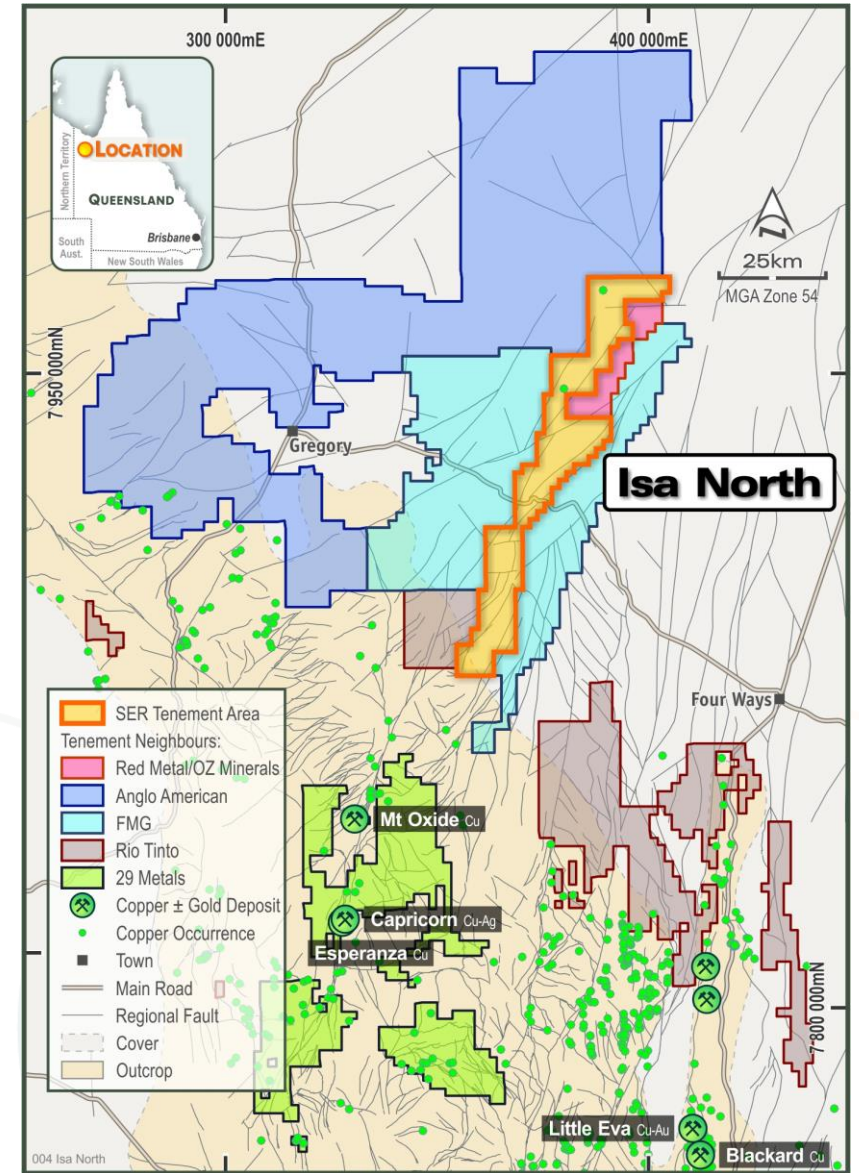 300 000mE
400 000mE
LOCATION
Northern Territory
QUEENSLAND
Brisbane
South
Aust.
New South Wales
25km
MGA Zone 54
7 950 000mN
Gregory
Isa North
Four Ways
SER Tenement Area
Tenement Neighbours:
Red Metal/OZ Minerals
Anglo American
FMG
Rio Tinto
29 Metals
Copper ± Gold Deposit
Copper Occurrence
Town
Main Road
Regional Fault
Cover
Outcrop
Mt Oxide Cu
Capricorn Cu-Ag
Esperanza Cu
7 800 000mN
Little Eva Cu-Au
Blackard Cu
004 Isa North